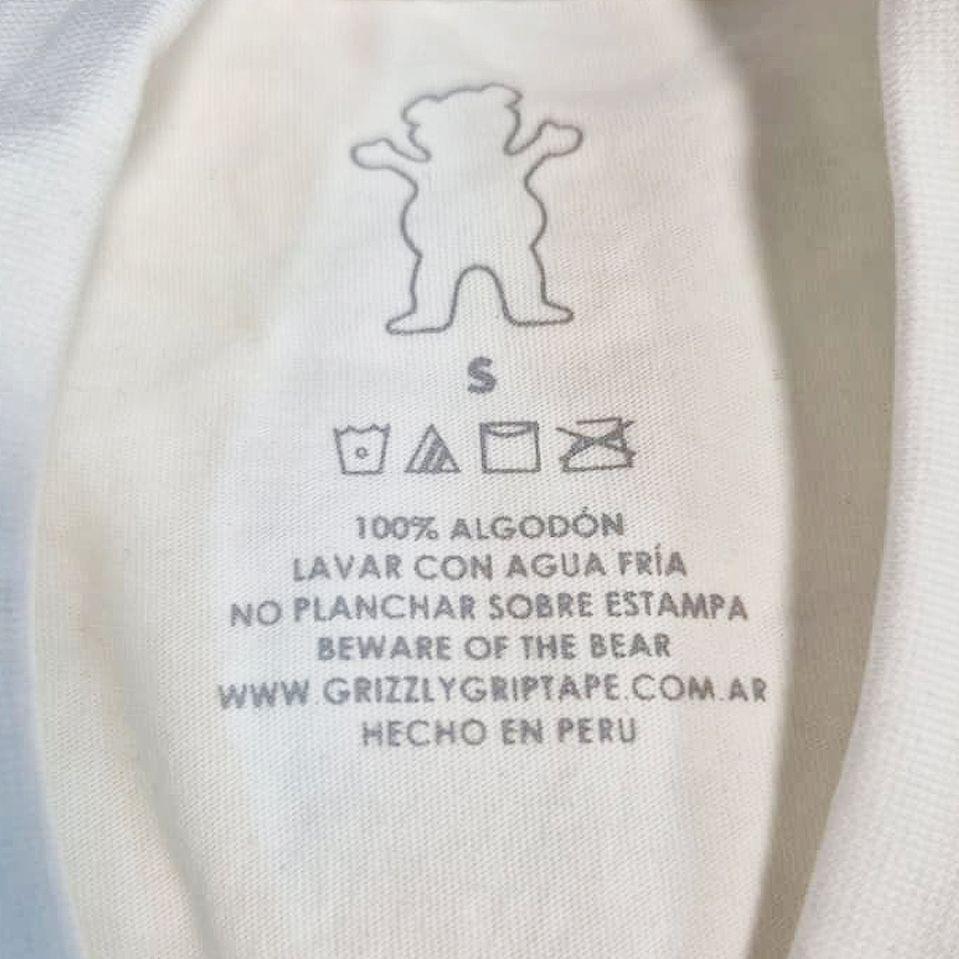 S
100% ALGODÓN
LAVAR CON AGUA FRÍA
NO PLANCHAR SOBRE ESTAMPA
BEWARE OF THE BEAR
WWW.GRIZZLYGRIPTAPE.COM.AR
HECHO EN PERU